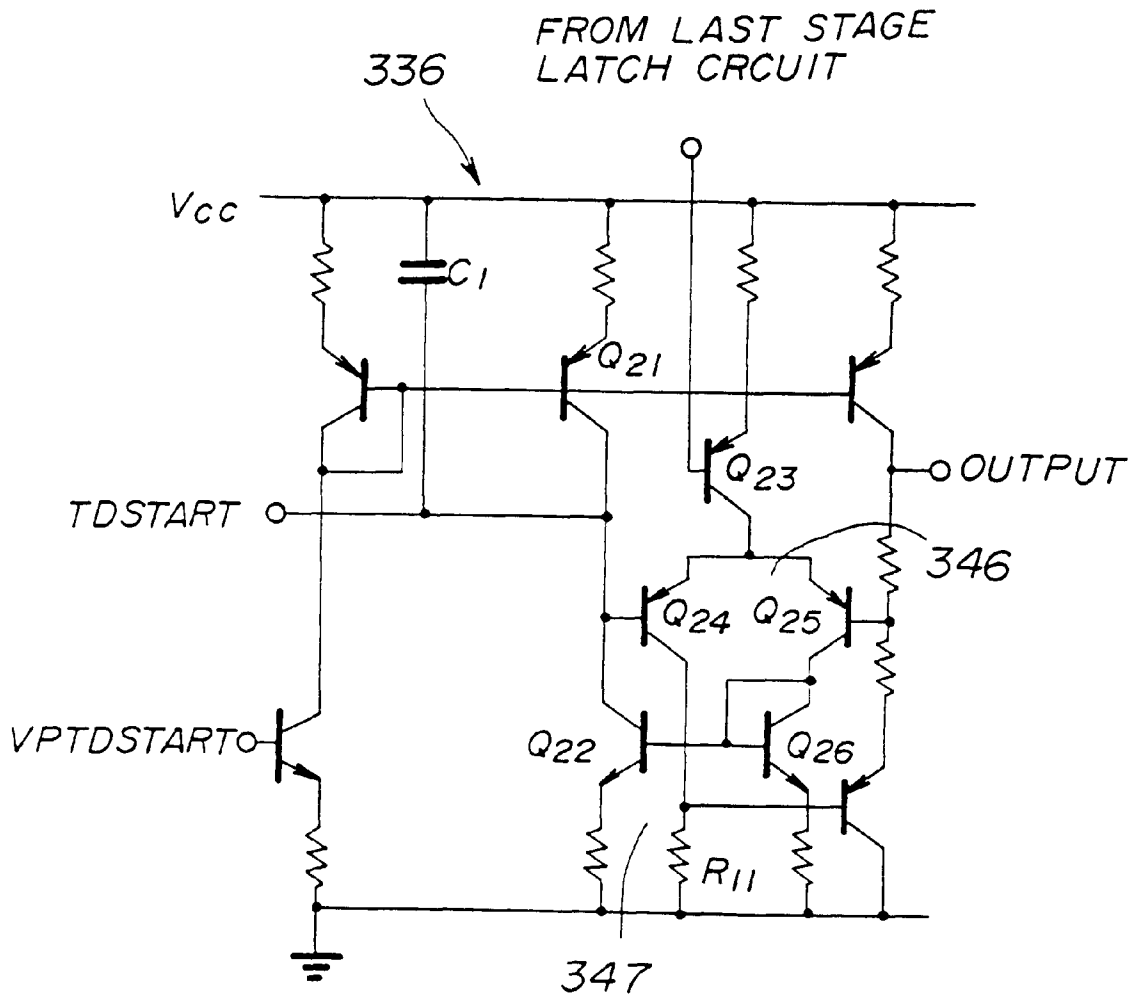 FROM LAST STAGE
LATCH CRCUIT
336
Vcc
C1
Q21
Q23
OUTPUT
TDSTART
346
Q24
Q25
VPTDSTART
Q22
Q26
R11
347